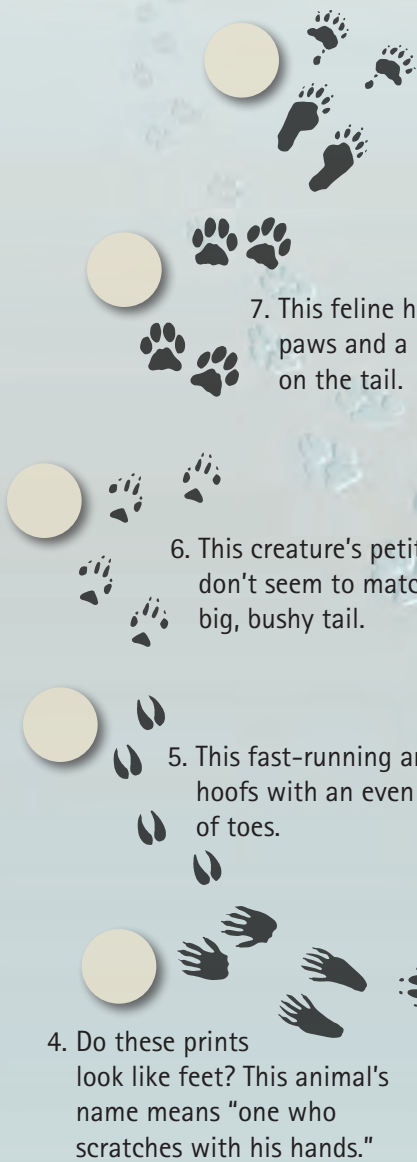 7. This feline h
paws and a
on the tail.
6. This creature's petit
don't seem to matc
big, bushy tail.
5. This fast-running a
hoofs with an even
of toes.
4. Do these prints
look like feet? This animal's
name means "one who
scratches with his hands."